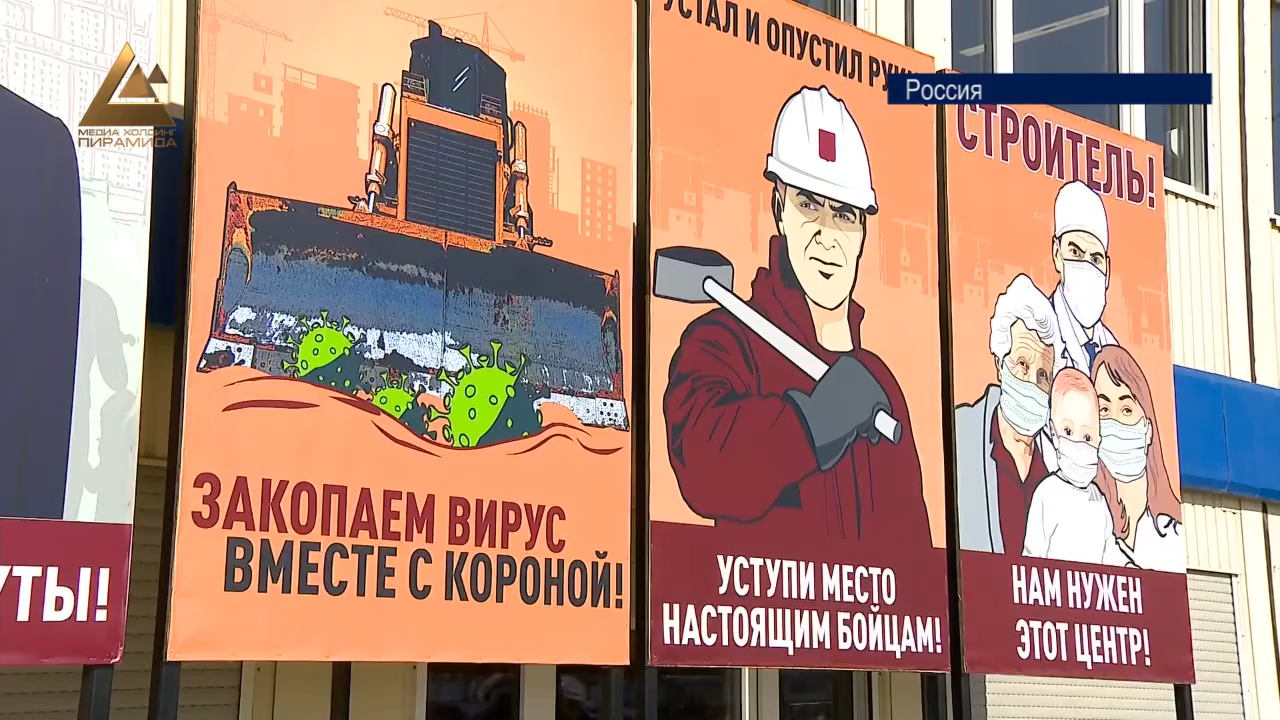 МЕДИА ХОЛДИНГ
ПИРАМИДА
Россия
УТЫ!
ЗАКОПАЕМ ВИРУС
ВМЕСТЕ С КОРОНОЙ!
УСТАЛ И ОПУСТИЛ
УСТУПИ МЕСТО
НАСТОЯЩИМ БОЙЦАМ!
СТРОИТЕЛЬ!
НАМ НУЖЕН
ЭТОТ ЦЕНТР!